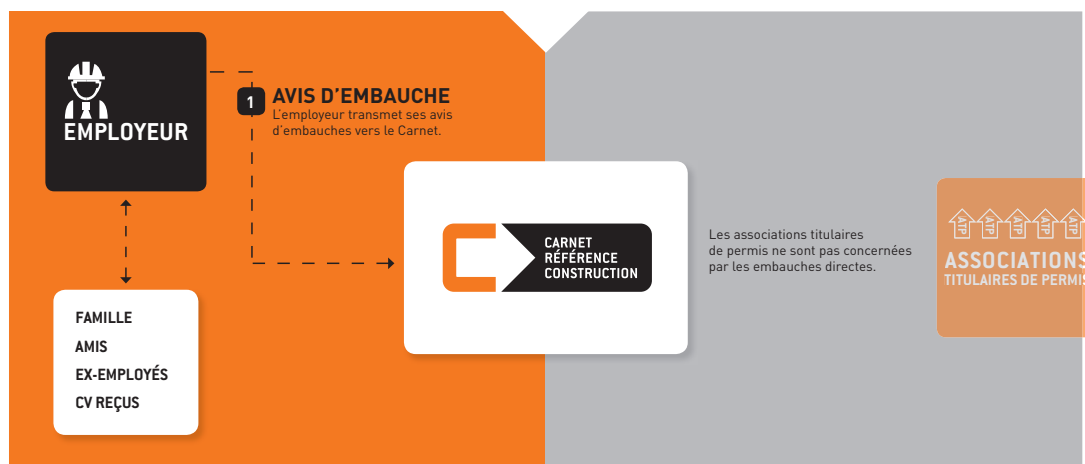 EMPLOYEUR
1
AVIS D'EMBAUCHE
L'employeur transmet ses avis
d'embauches vers le Carnet.
FAMILLE
AMIS
EX-EMPLOYÉS
CV REÇUS
CARNET
RÉFÉRENCE
CONSTRUCTION
Les associations titulaires
de permis ne sont pas concernées
par les embauches directes.
ATP ATP ATP ATP ATP
ASSOCIATIONS
TITULAIRES DE PERMIS